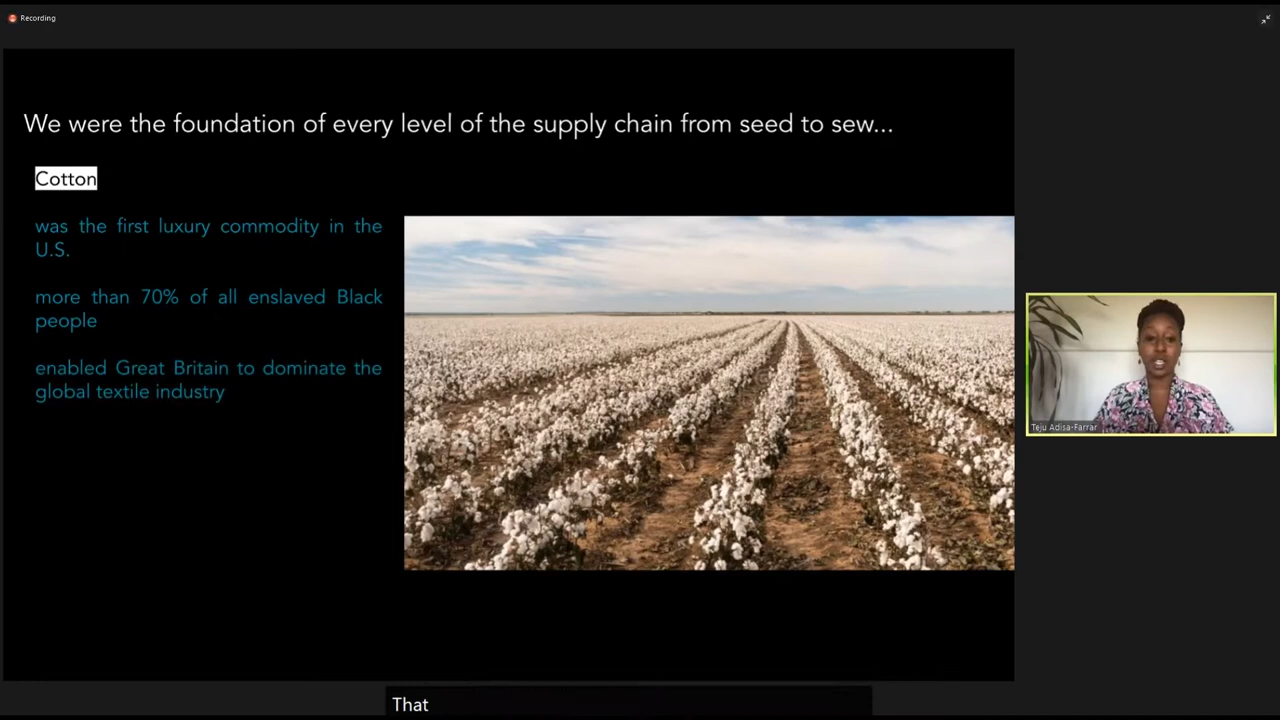 Recording
We were the foundation of every level of the supply chain from seed to sew...
Cotton
was the first luxury commodity in the
U.S.
more than 70% of all enslaved Black
people
enabled Great Britain to dominate the
global textile industry
Teju Adisa-Farrar
That